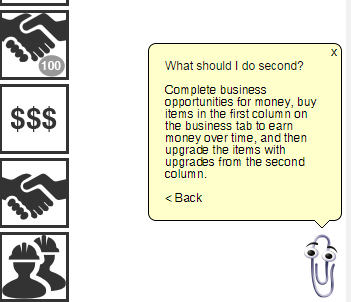 x
What should I do second?
Complete business
opportunities for money, buy
items in the first column on
the business tab to earn
money over time, and then
upgrade the items with
upgrades from the second
column.
< Back
100
$$$